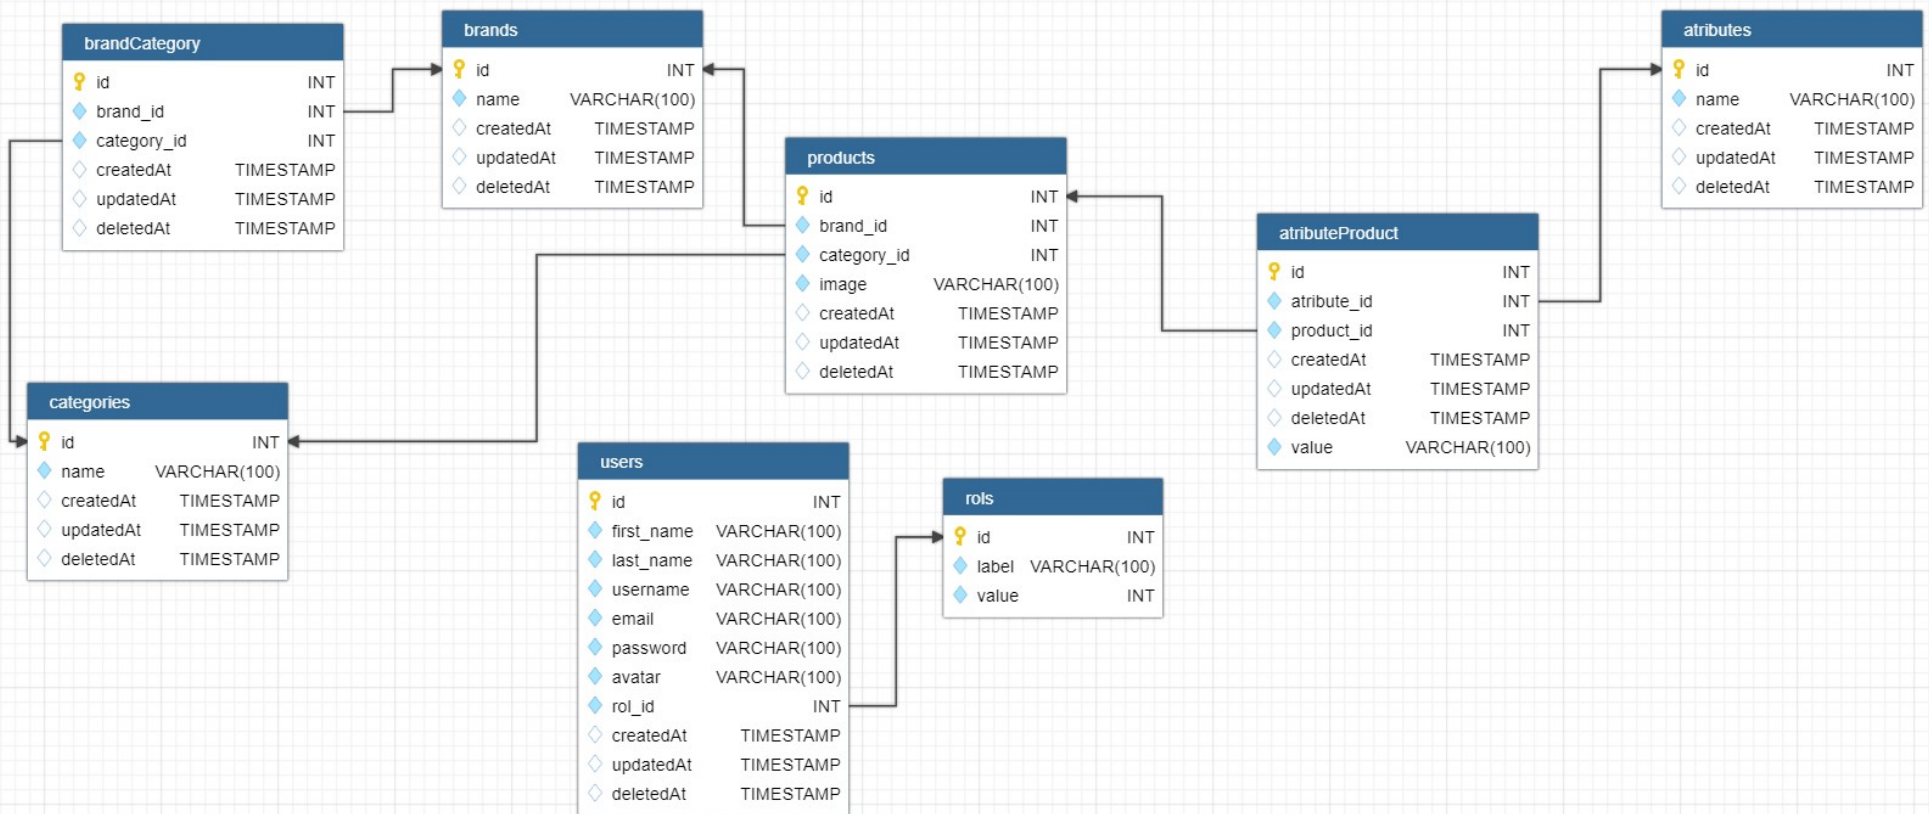 brandCategory
id INT
brand_id INT
category_id INT
createdAt TIMESTAMP
updatedAt TIMESTAMP
deletedAt TIMESTAMP
brands
id INT
name VARCHAR(100)
createdAt TIMESTAMP
updatedAt TIMESTAMP
deletedAt TIMESTAMP
products
id INT
brand_id INT
category_id INT
image VARCHAR(100)
createdAt TIMESTAMP
updatedAt TIMESTAMP
deletedAt TIMESTAMP
atributes
id INT
name VARCHAR(100)
createdAt TIMESTAMP
updatedAt TIMESTAMP
deletedAt TIMESTAMP
atributeProduct
id INT
atribute_id INT
product_id INT
createdAt TIMESTAMP
updatedAt TIMESTAMP
deletedAt TIMESTAMP
value VARCHAR(100)
categories
id INT
name VARCHAR(100)
createdAt TIMESTAMP
updatedAt TIMESTAMP
deletedAt TIMESTAMP
users
id INT
first_name VARCHAR(100)
last_name VARCHAR(100)
username VARCHAR(100)
email VARCHAR(100)
password VARCHAR(100)
avatar VARCHAR(100)
rol_id INT
createdAt TIMESTAMP
updatedAt TIMESTAMP
deletedAt TIMESTAMP
rols
id INT
label VARCHAR(100)
value INT